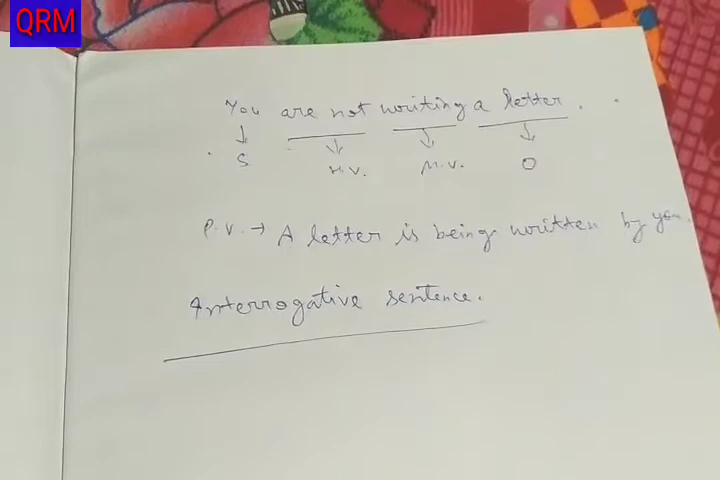 QRM
You are not writing a letter.
S H.V. M.V. O
P.V. → A letter is being written by you.
Interrogative sentence.